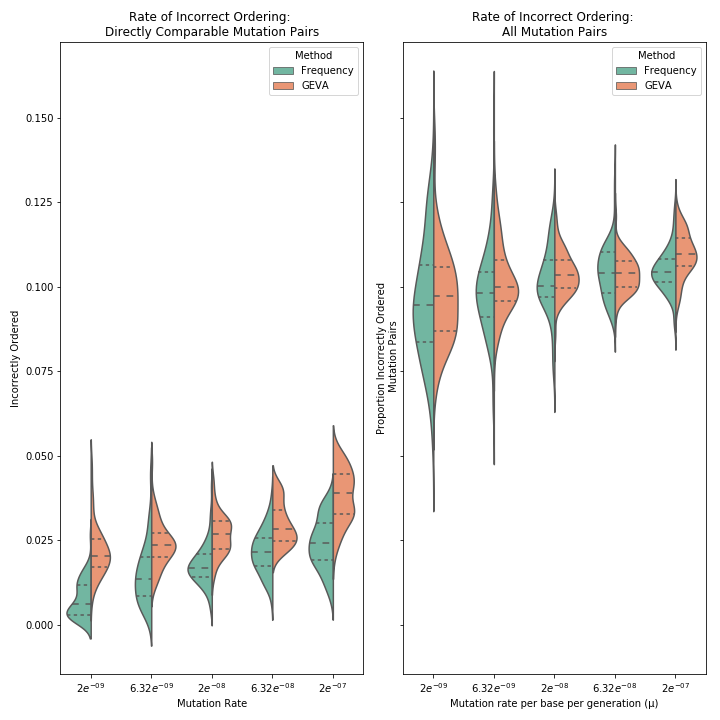 Rate of Incorrect Ordering:
Directly Comparable Mutation Pairs
Method
Frequency
GEVA
0.150
0.125
0.100
0.075
0.050
0.025
0.000
Incorrectly Ordered
2e⁻⁰⁹
6.32e⁻⁰⁹
2e⁻⁰⁸
6.32e⁻⁰⁸
2e⁻⁰⁷
Mutation Rate
Rate of Incorrect Ordering:
All Mutation Pairs
Method
Frequency
GEVA
Proportion Incorrectly Ordered
Mutation Pairs
2e⁻⁰⁹
6.32e⁻⁰⁹
2e⁻⁰⁸
6.32e⁻⁰⁸
2e⁻⁰⁷
Mutation rate per base per generation (μ)